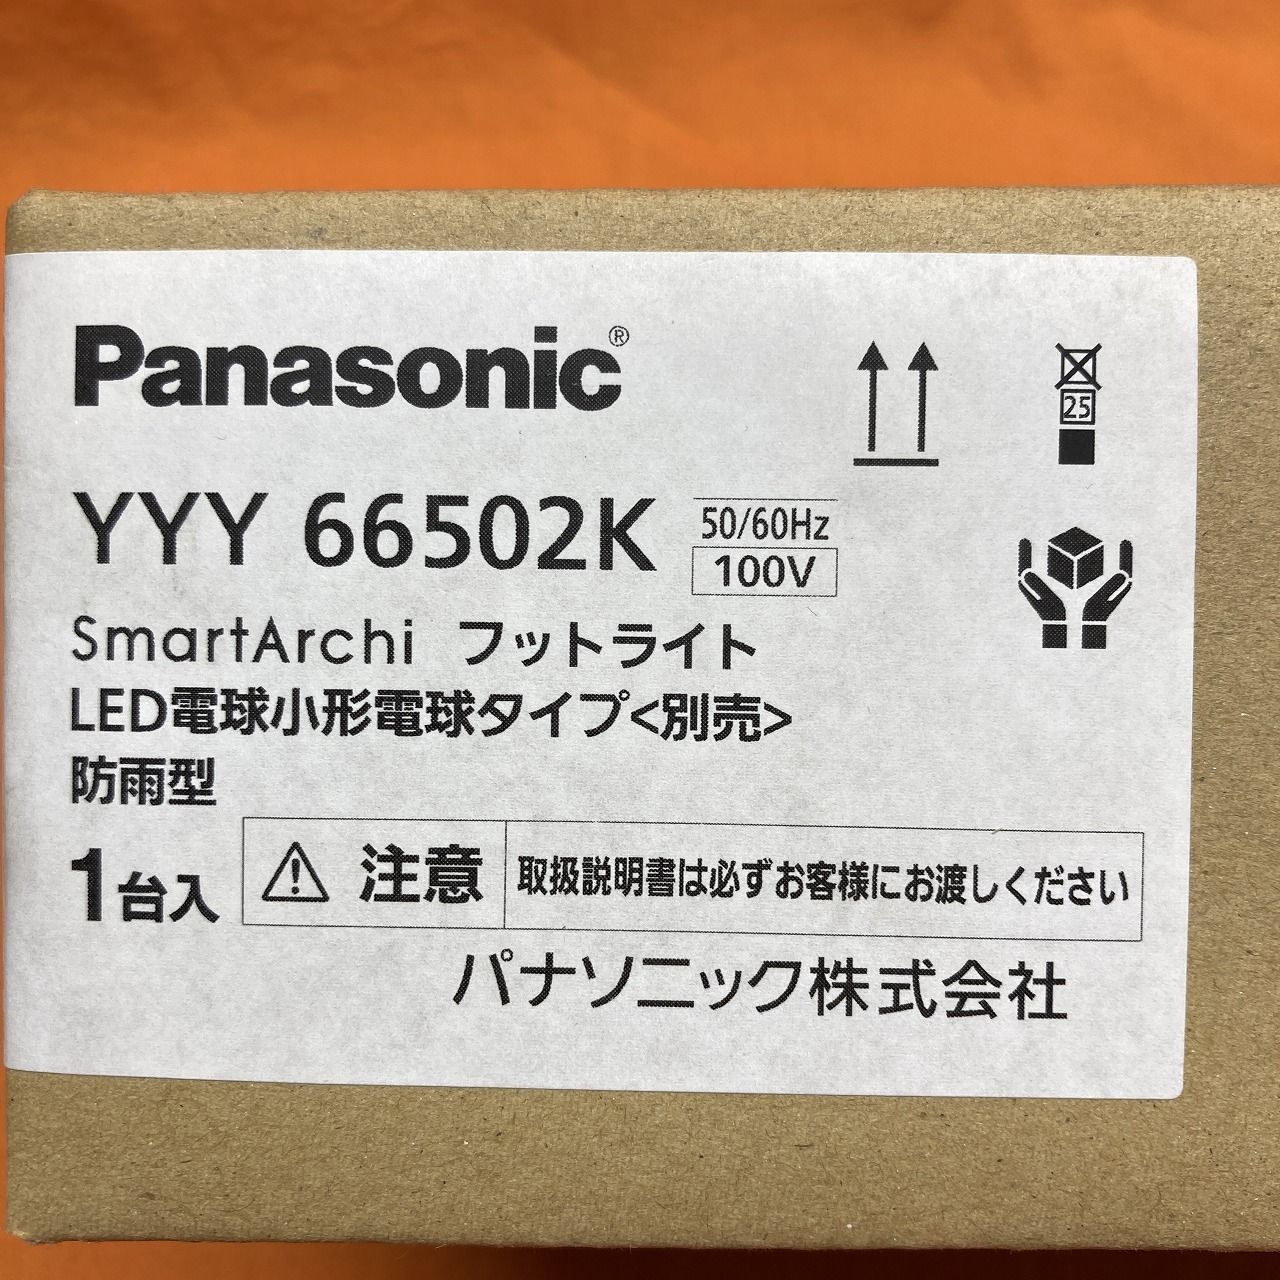 Panasonic®
YYY 66502K
50/60Hz
100V
25
SmartArchi フットライト
LED電球小形電球タイプ<別売>
防雨型
1台入
注意
取扱説明書は必ずお客様にお渡しください
パナソニック株式会社